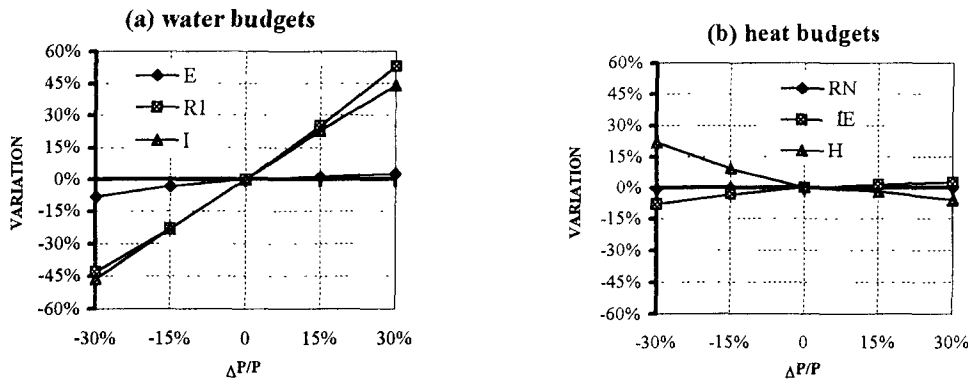 (a) water budgets
60%
45%
30%
15%
0%
-15%
-30%
-45%
-60%
VARIATION
E
R1
I
-30% -15% 0 15% 30%
ΔP/P
(b) heat budgets
60%
45%
30%
15%
0%
-15%
-30%
-45%
-60%
VARIATION
RN
ℓE
H
-30% -15% 0 15% 30%
ΔP/P